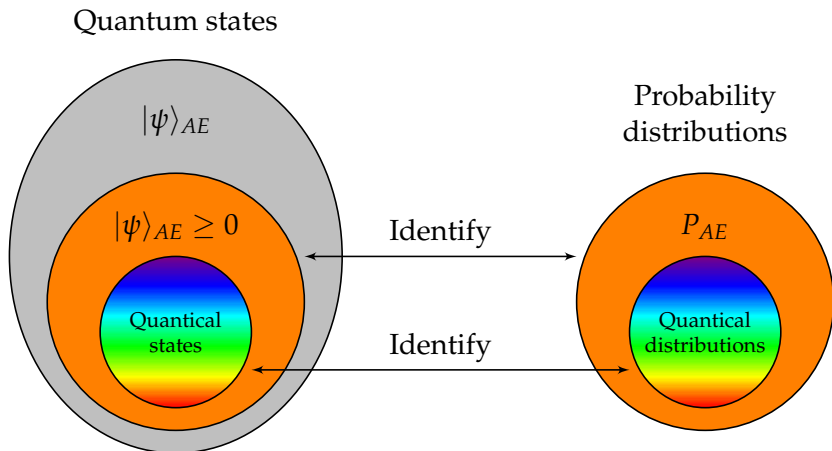 Quantum states
Probability
distributions
|ψ⟩_AE
|ψ⟩_AE ≥ 0
Identify
P_AE
Quantical
states
Quantical
distributions
Identify